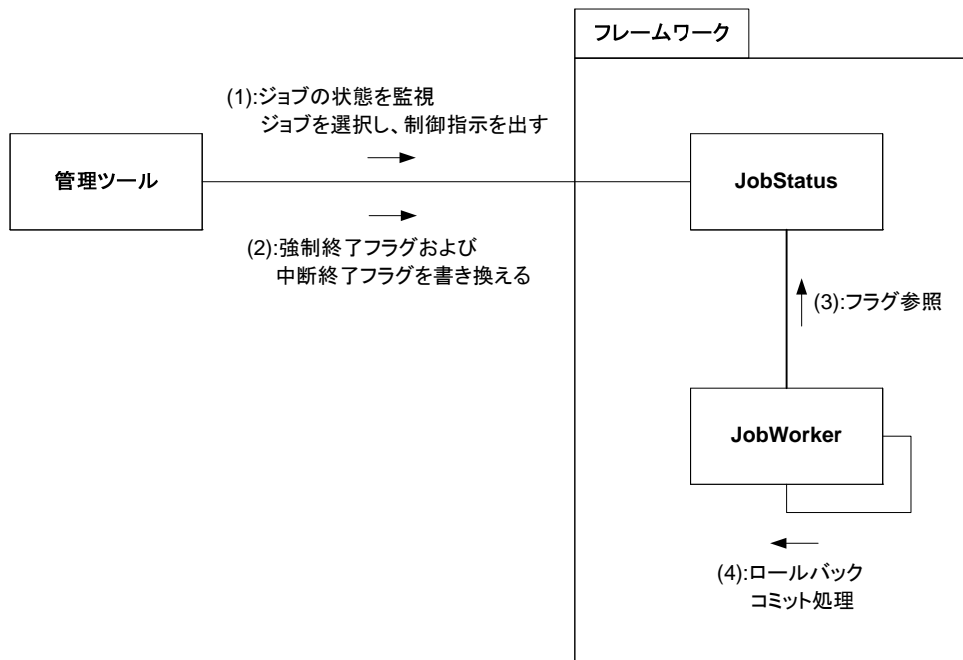 フレームワーク
(1):ジョブの状態を監視
ジョブを選択し、制御指示を出す
管理ツール
JobStatus
(2):強制終了フラグおよび
中断終了フラグを書き換える
(3):フラグ参照
JobWorker
(4):ロールバック
コミット処理